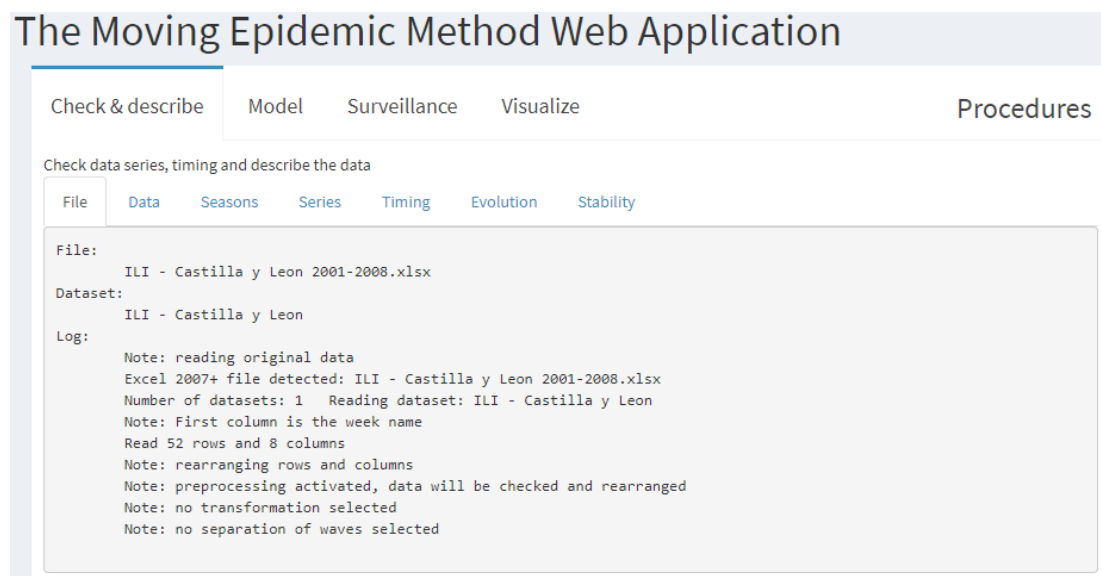 The Moving Epidemic Method Web Application
Check & describe Model Surveillance Visualize Procedures
Check data series, timing and describe the data
File Data Seasons Series Timing Evolution Stability
File:
ILI - Castilla y Leon 2001-2008.xlsx
Dataset:
ILI - Castilla y Leon
Log:
Note: reading original data
Excel 2007+ file detected: ILI - Castilla y Leon 2001-2008.xlsx
Number of datasets: 1 Reading dataset: ILI - Castilla y Leon
Note: First column is the week name
Read 52 rows and 8 columns
Note: rearranging rows and columns
Note: preprocessing activated, data will be checked and rearranged
Note: no transformation selected
Note: no separation of waves selected